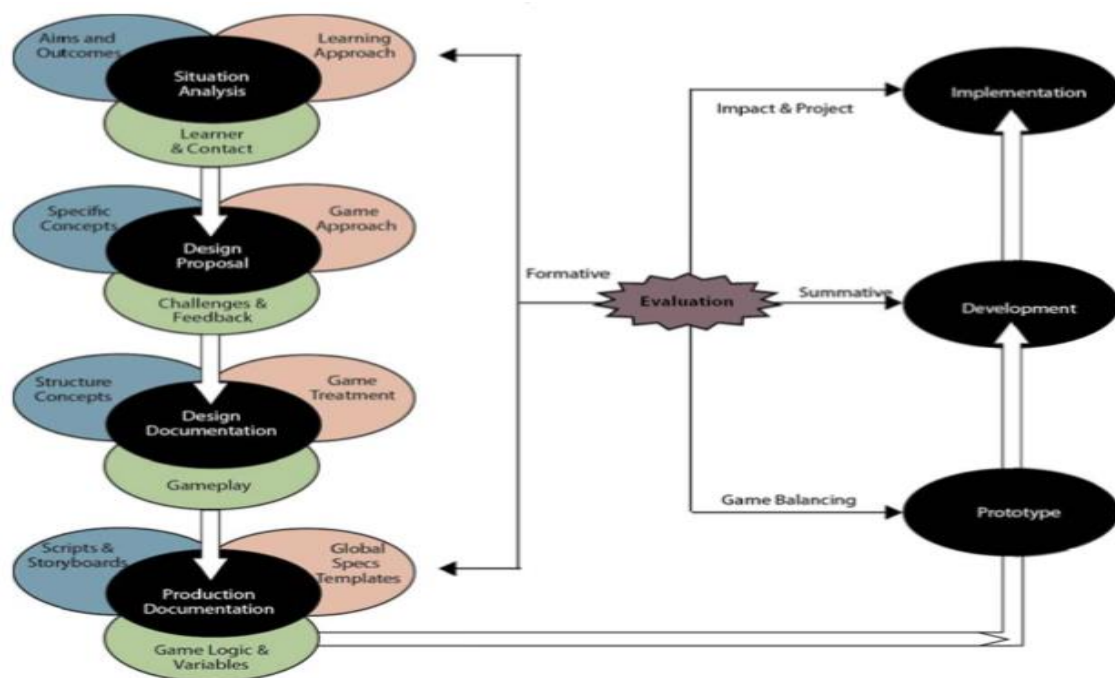 Aims and
Outcomes
Learning
Approach
Situation
Analysis
Learner
& Contact
Specific
Concepts
Game
Approach
Design
Proposal
Challenges &
Feedback
Structure
Concepts
Game
Treatment
Design
Documentation
Gameplay
Scripts &
Storyboards
Global
Specs
Templates
Production
Documentation
Game Logic &
Variables
Formative
Evaluation
Impact & Project
Summative
Game Balancing
Implementation
Development
Prototype